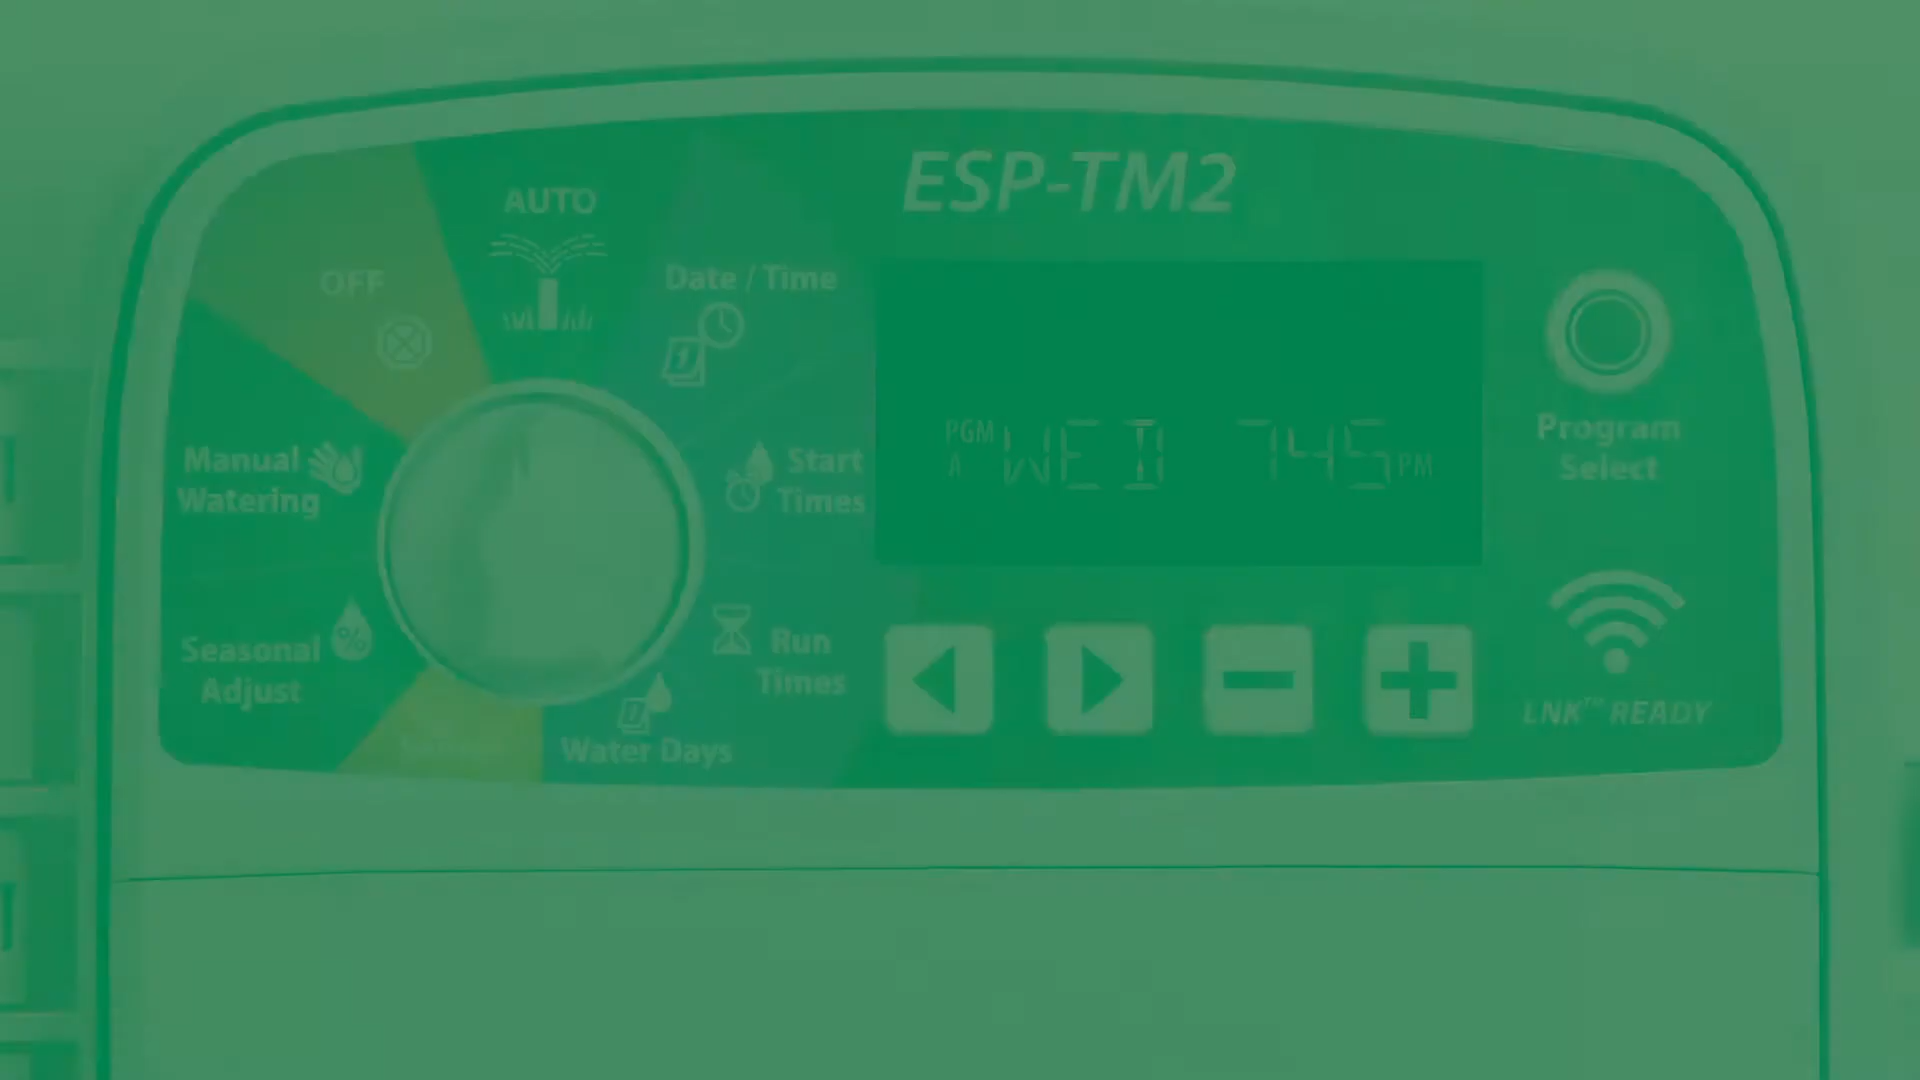 ESP-TM2
AUTO
OFF
Date / Time
1
Manual
Watering
Start
Times
PGM
A
WED 745 PM
Program
Select
Seasonal
Adjust
%
Run
Times
Water Days
LNK™ READY